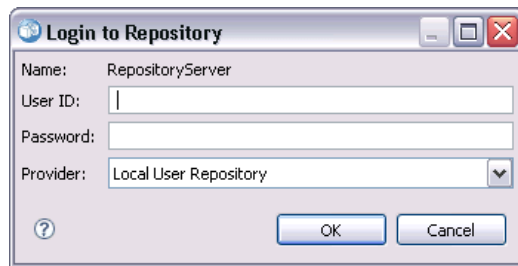 Login to Repository
Name: RepositoryServer
User ID:
Password:
Provider: Local User Repository
? OK Cancel